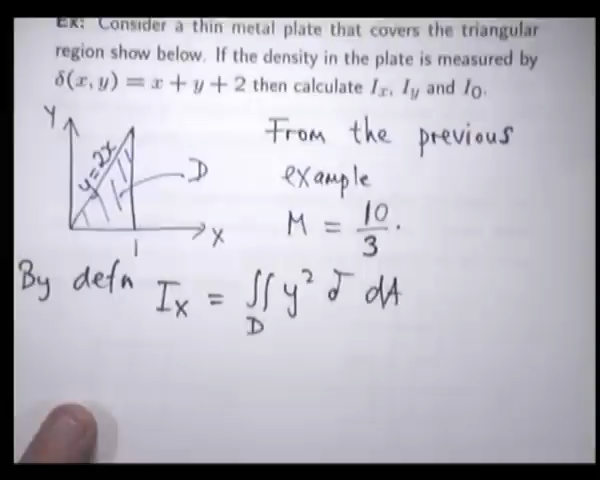 Ex: Consider a thin metal plate that covers the triangular
region show below. If the density in the plate is measured by
δ(x, y) = x + y + 2 then calculate Iₓ, I_y and I_O.
Y
y=2x
D
X
1
From the previous
example
M = 10/3.
By defn Iₓ = ∬_D y² δ dA